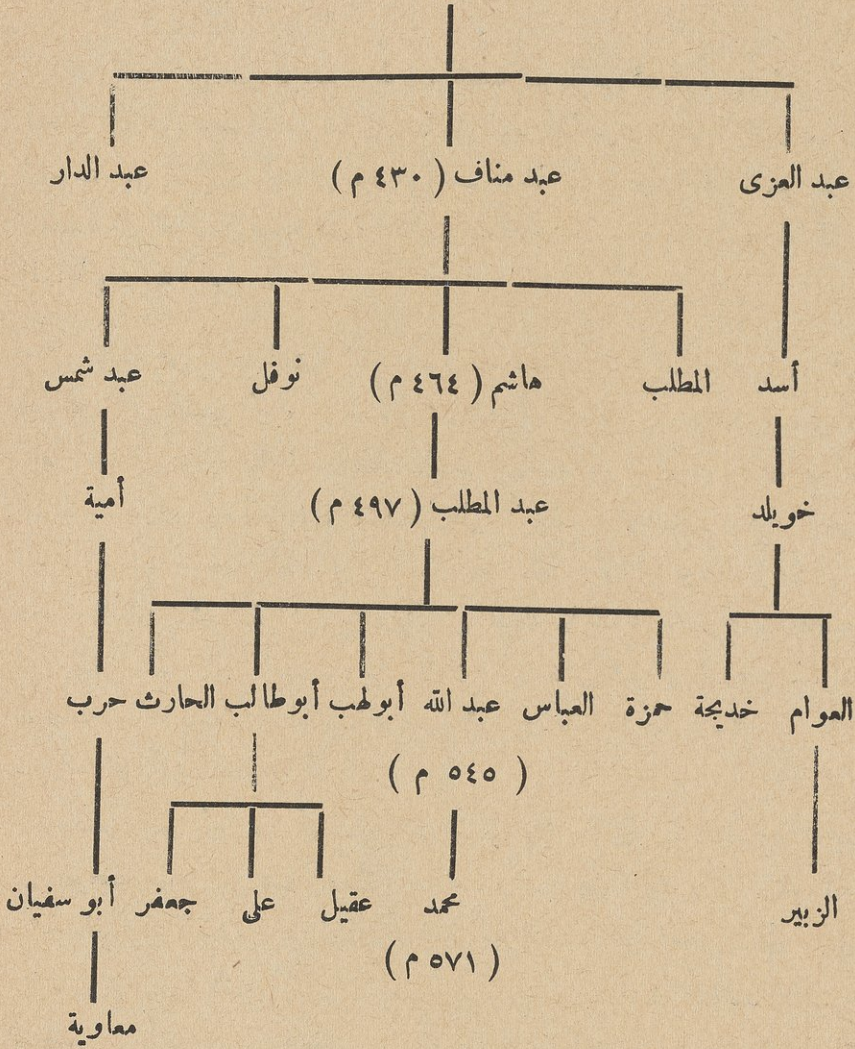 عبد العزى عبد مناف ( ٤٣٠ م ) عبد الدار
أسد المطلب هاشم ( ٤٦٤ م ) نوفل عبد شمس
خويلد عبد المطلب ( ٤٩٧ م ) أمية
العوام خديجة حمزة العباس عبد الله أبو لهب أبو طالب الحارث حرب
( ٥٤٥ م )
الزبير محمد عقيل على جعفر أبو سفيان
( ٥٧١ م )
معاوية